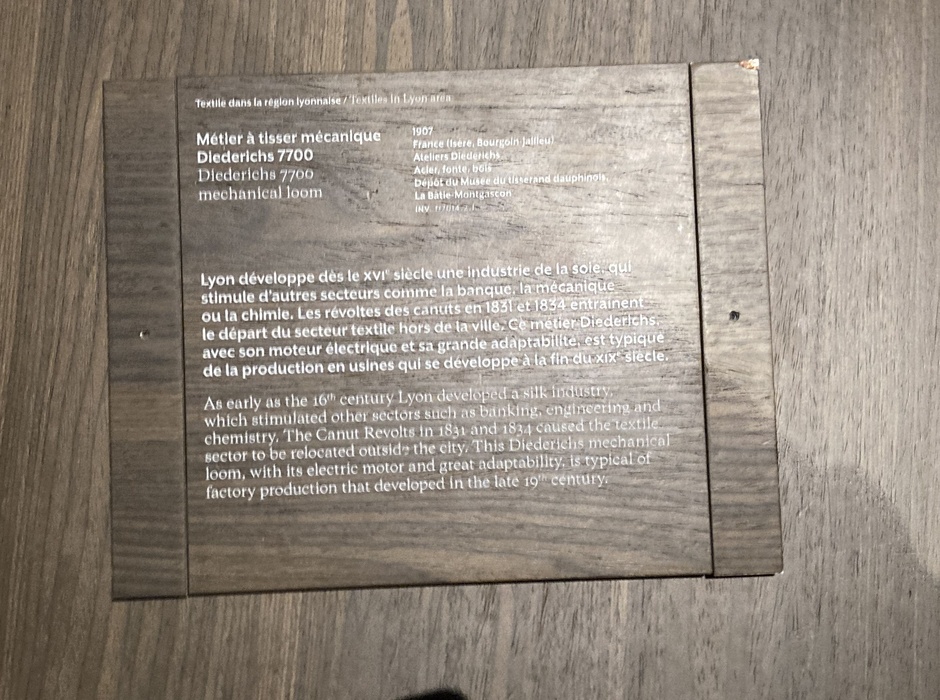 Textile dans la région lyonnaise / Textiles in Lyon area
Métier à tisser mécanique
Diederichs 7700
Diederichs 7700
mechanical loom
1907
France (Isère, Bourgoin-Jallieu)
Ateliers Diederichs
Acier, fonte, bois
Dépôt du Musée du tisserand dauphinois,
La Bâtie-Montgascon
INV.
Lyon développe dès le XVIᵉ siècle une industrie de la soie, qui
stimule d'autres secteurs comme la banque, la mécanique
ou la chimie. Les révoltes des canuts en 1831 et 1834 entraînent
le départ du secteur textile hors de la ville. Ce métier Diederichs,
avec son moteur électrique et sa grande adaptabilité, est typique
de la production en usines qui se développe à la fin du XIXᵉ siècle.
As early as the 16th century Lyon developed a silk industry,
which stimulated other sectors such as banking, engineering and
chemistry. The Canut Revolts in 1831 and 1834 caused the textile
sector to be relocated outside the city. This Diederichs mechanical
loom, with its electric motor and great adaptability, is typical of
factory production that developed in the late 19th century.